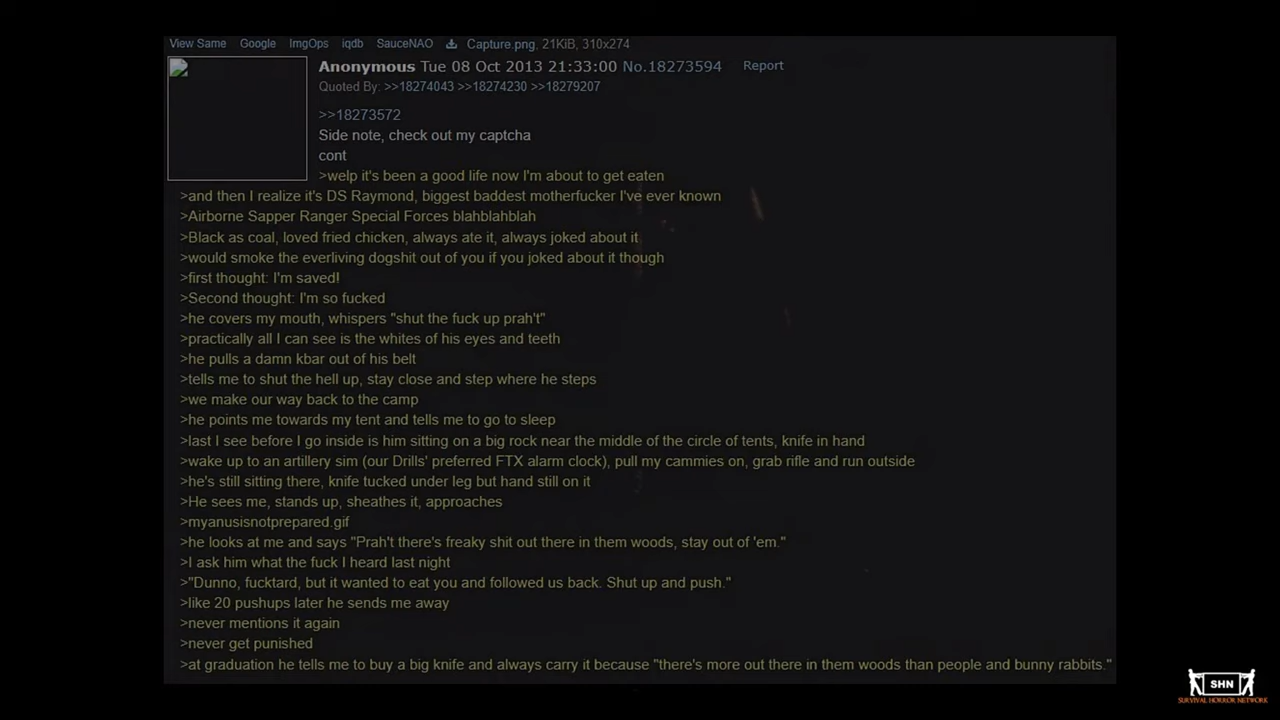 View Same Google ImgOps iqdb SauceNAO Capture.png, 21KiB, 310x274
Anonymous Tue 08 Oct 2013 21:33:00 No.18273594 Report
Quoted By: >>18274043 >>18274230 >>18279207
>>18273572
Side note, check out my captcha
cont
>welp it's been a good life now I'm about to get eaten
>and then I realize it's DS Raymond, biggest baddest motherfucker I've ever known
>Airborne Sapper Ranger Special Forces blahblahblah
>Black as coal, loved fried chicken, always ate it, always joked about it
>would smoke the everliving dogshit out of you if you joked about it though
>first thought: I'm saved!
>Second thought: I'm so fucked
>he covers my mouth, whispers "shut the fuck up prah't"
>practically all I can see is the whites of his eyes and teeth
>he pulls a damn kbar out of his belt
>tells me to shut the hell up, stay close and step where he steps
>we make our way back to the camp
>he points me towards my tent and tells me to go to sleep
>last I see before I go inside is him sitting on a big rock near the middle of the circle of tents, knife in hand
>wake up to an artillery sim (our Drills' preferred FTX alarm clock), pull my cammies on, grab rifle and run outside
>he's still sitting there, knife tucked under leg but hand still on it
>He sees me, stands up, sheathes it, approaches
>myanusisnotprepared.gif
>he looks at me and says "Prah't there's freaky shit out there in them woods, stay out of 'em."
>I ask him what the fuck I heard last night
>"Dunno, fucktard, but it wanted to eat you and followed us back. Shut up and push."
>like 20 pushups later he sends me away
>never mentions it again
>never get punished
>at graduation he tells me to buy a big knife and always carry it because "there's more out there in them woods than people and bunny rabbits."
SHN
SURVIVAL HORROR NETWORK